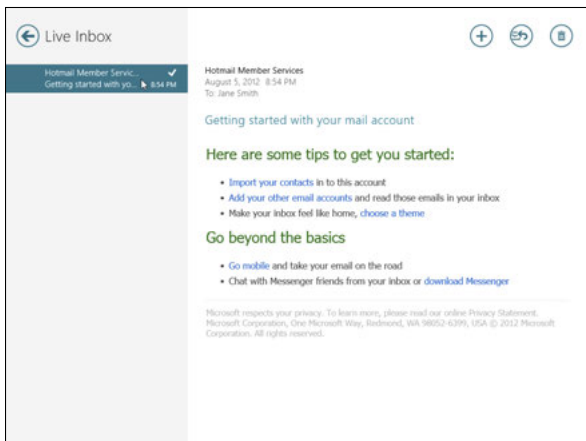 Live Inbox
Hotmail Member Servic...
Getting started with yo... 8:54 PM
Hotmail Member Services
August 5, 2012 8:54 PM
To: Jane Smith
Getting started with your mail account
Here are some tips to get you started:
• Import your contacts in to this account
• Add your other email accounts and read those emails in your inbox
• Make your inbox feel like home, choose a theme
Go beyond the basics
• Go mobile and take your email on the road
• Chat with Messenger friends from your inbox or download Messenger
Microsoft respects your privacy. To learn more, please read our online Privacy Statement.
Microsoft Corporation, One Microsoft Way, Redmond, WA 98052-6399, USA © 2012 Microsoft
Corporation. All rights reserved.